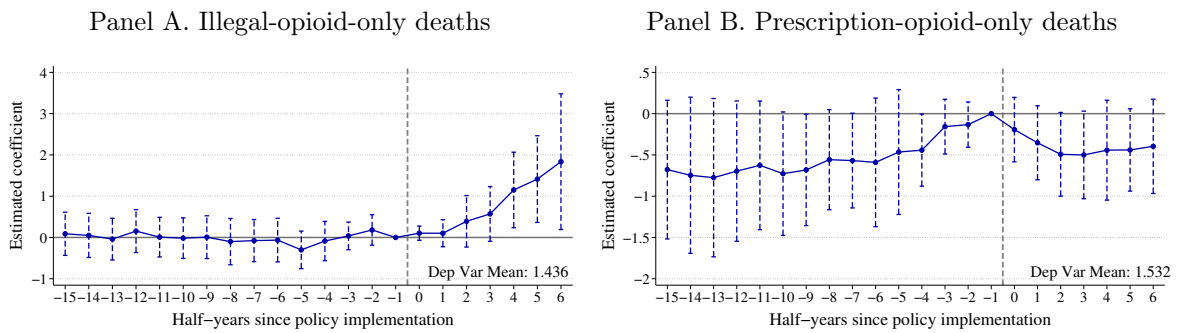 Panel A. Illegal-opioid-only deaths
4
3
2
1
0
−1
Estimated coefficient
Dep Var Mean: 1.436
−15 −14 −13 −12 −11 −10 −9 −8 −7 −6 −5 −4 −3 −2 −1 0 1 2 3 4 5 6
Half−years since policy implementation
Panel B. Prescription-opioid-only deaths
.5
0
−.5
−1
−1.5
−2
Estimated coefficient
Dep Var Mean: 1.532
−15 −14 −13 −12 −11 −10 −9 −8 −7 −6 −5 −4 −3 −2 −1 0 1 2 3 4 5 6
Half−years since policy implementation